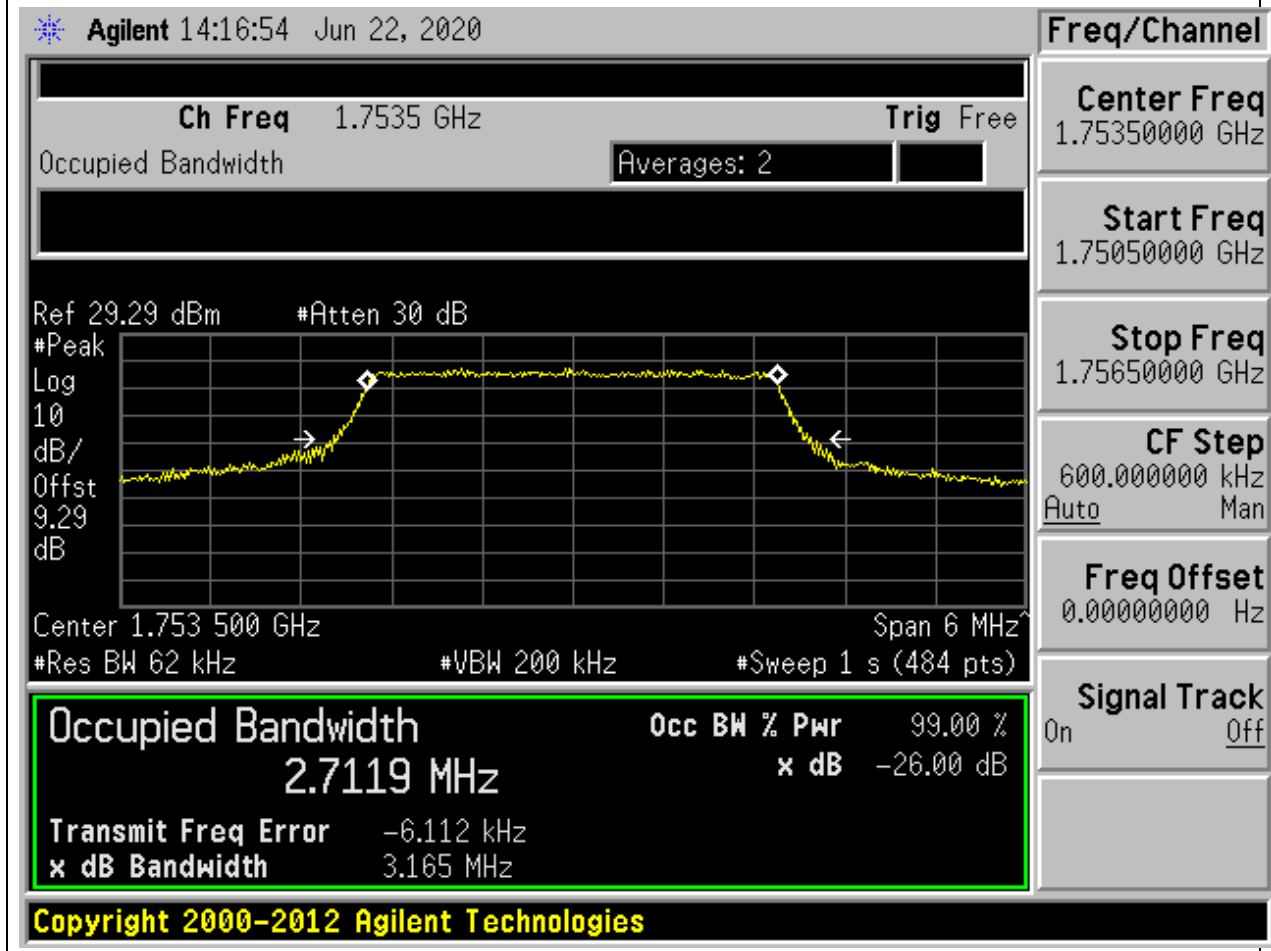 Agilent 14:16:54 Jun 22, 2020
Freq/Channel
Ch Freq 1.7535 GHz Trig Free
Occupied Bandwidth Averages: 2
Center Freq
1.75350000 GHz
Start Freq
1.75050000 GHz
Stop Freq
1.75650000 GHz
CF Step
600.000000 kHz
Auto Man
Freq Offset
0.00000000 Hz
Signal Track
On Off
Ref 29.29 dBm #Atten 30 dB
#Peak
Log
10
dB/
Offst
9.29
dB
Center 1.753 500 GHz Span 6 MHz^
#Res BW 62 kHz #VBW 200 kHz #Sweep 1 s (484 pts)
Occupied Bandwidth Occ BW % Pwr 99.00 %
2.7119 MHz x dB -26.00 dB
Transmit Freq Error -6.112 kHz
x dB Bandwidth 3.165 MHz
Copyright 2000-2012 Agilent Technologies